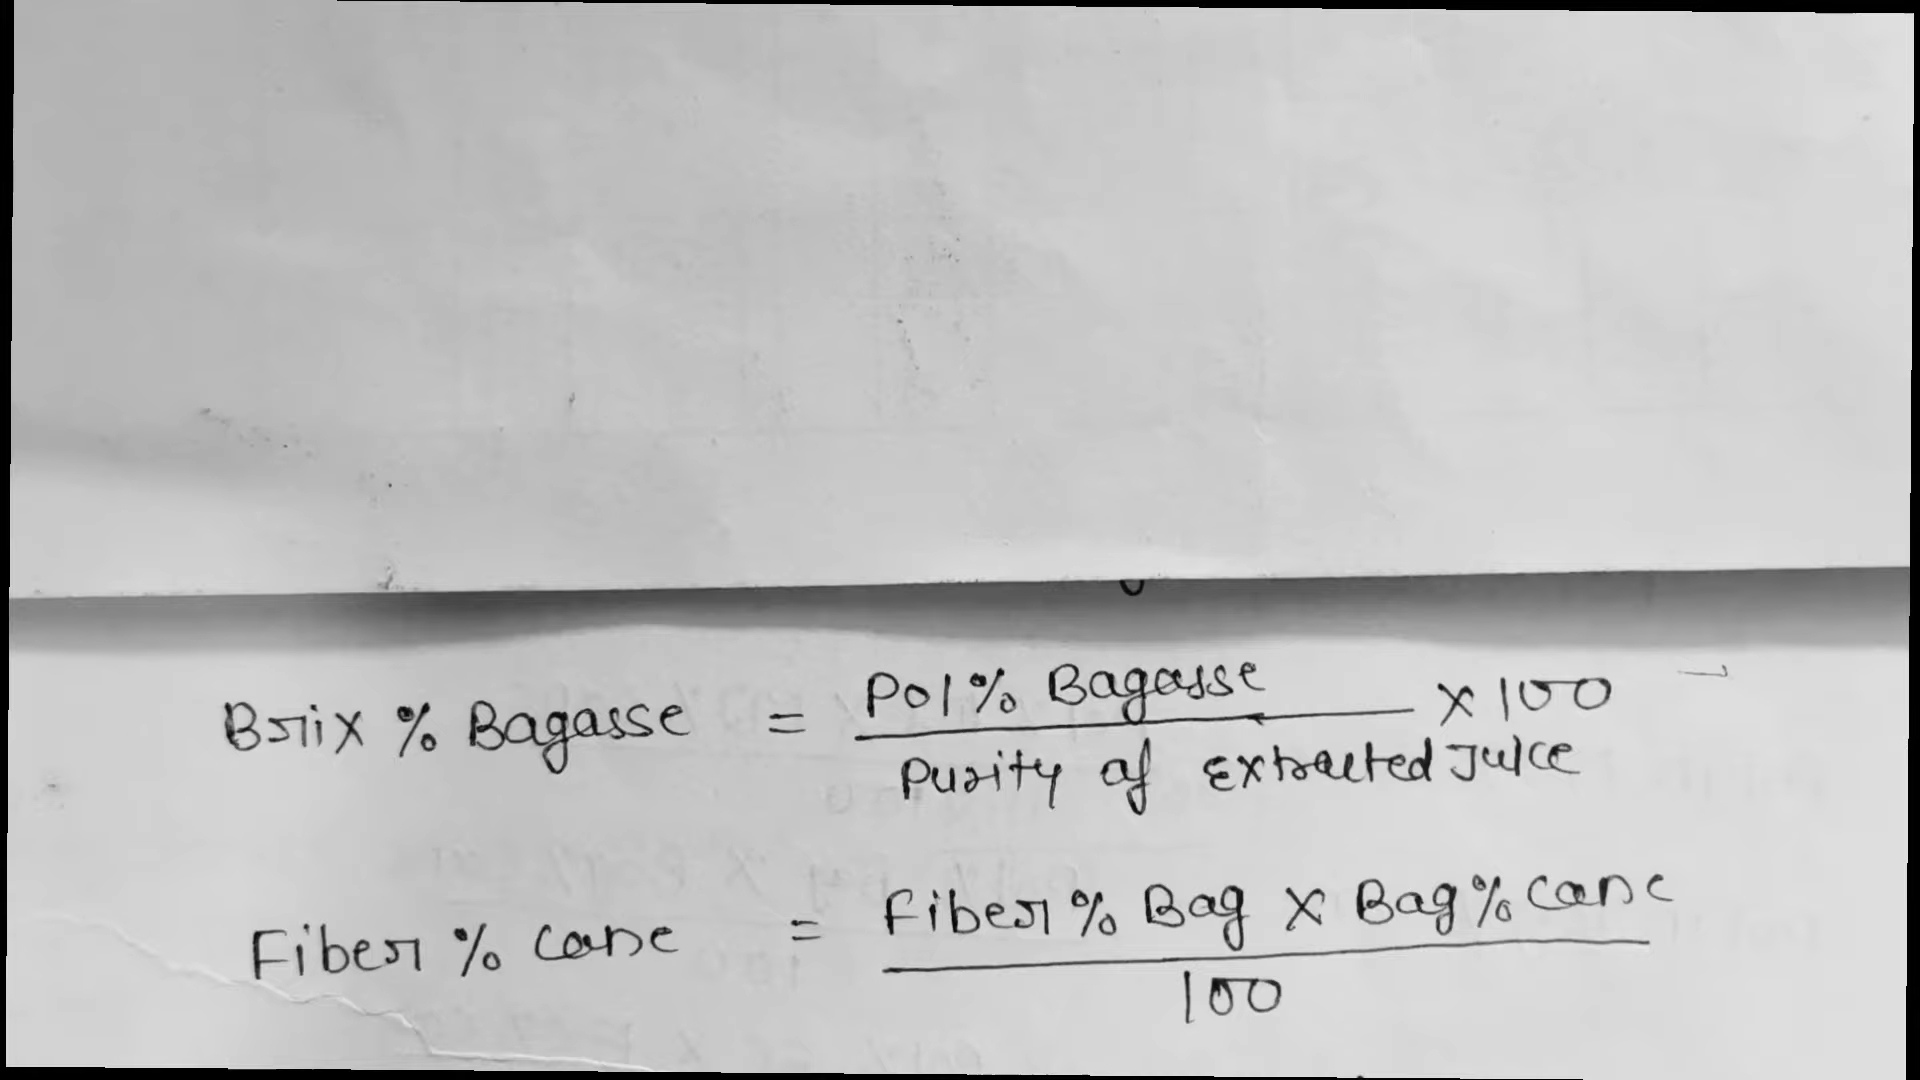 Brix % Bagasse = Pol % Bagasse / Purity of Extracted Juice × 100
Fiber % Cane = Fiber % Bag × Bag % Cane / 100